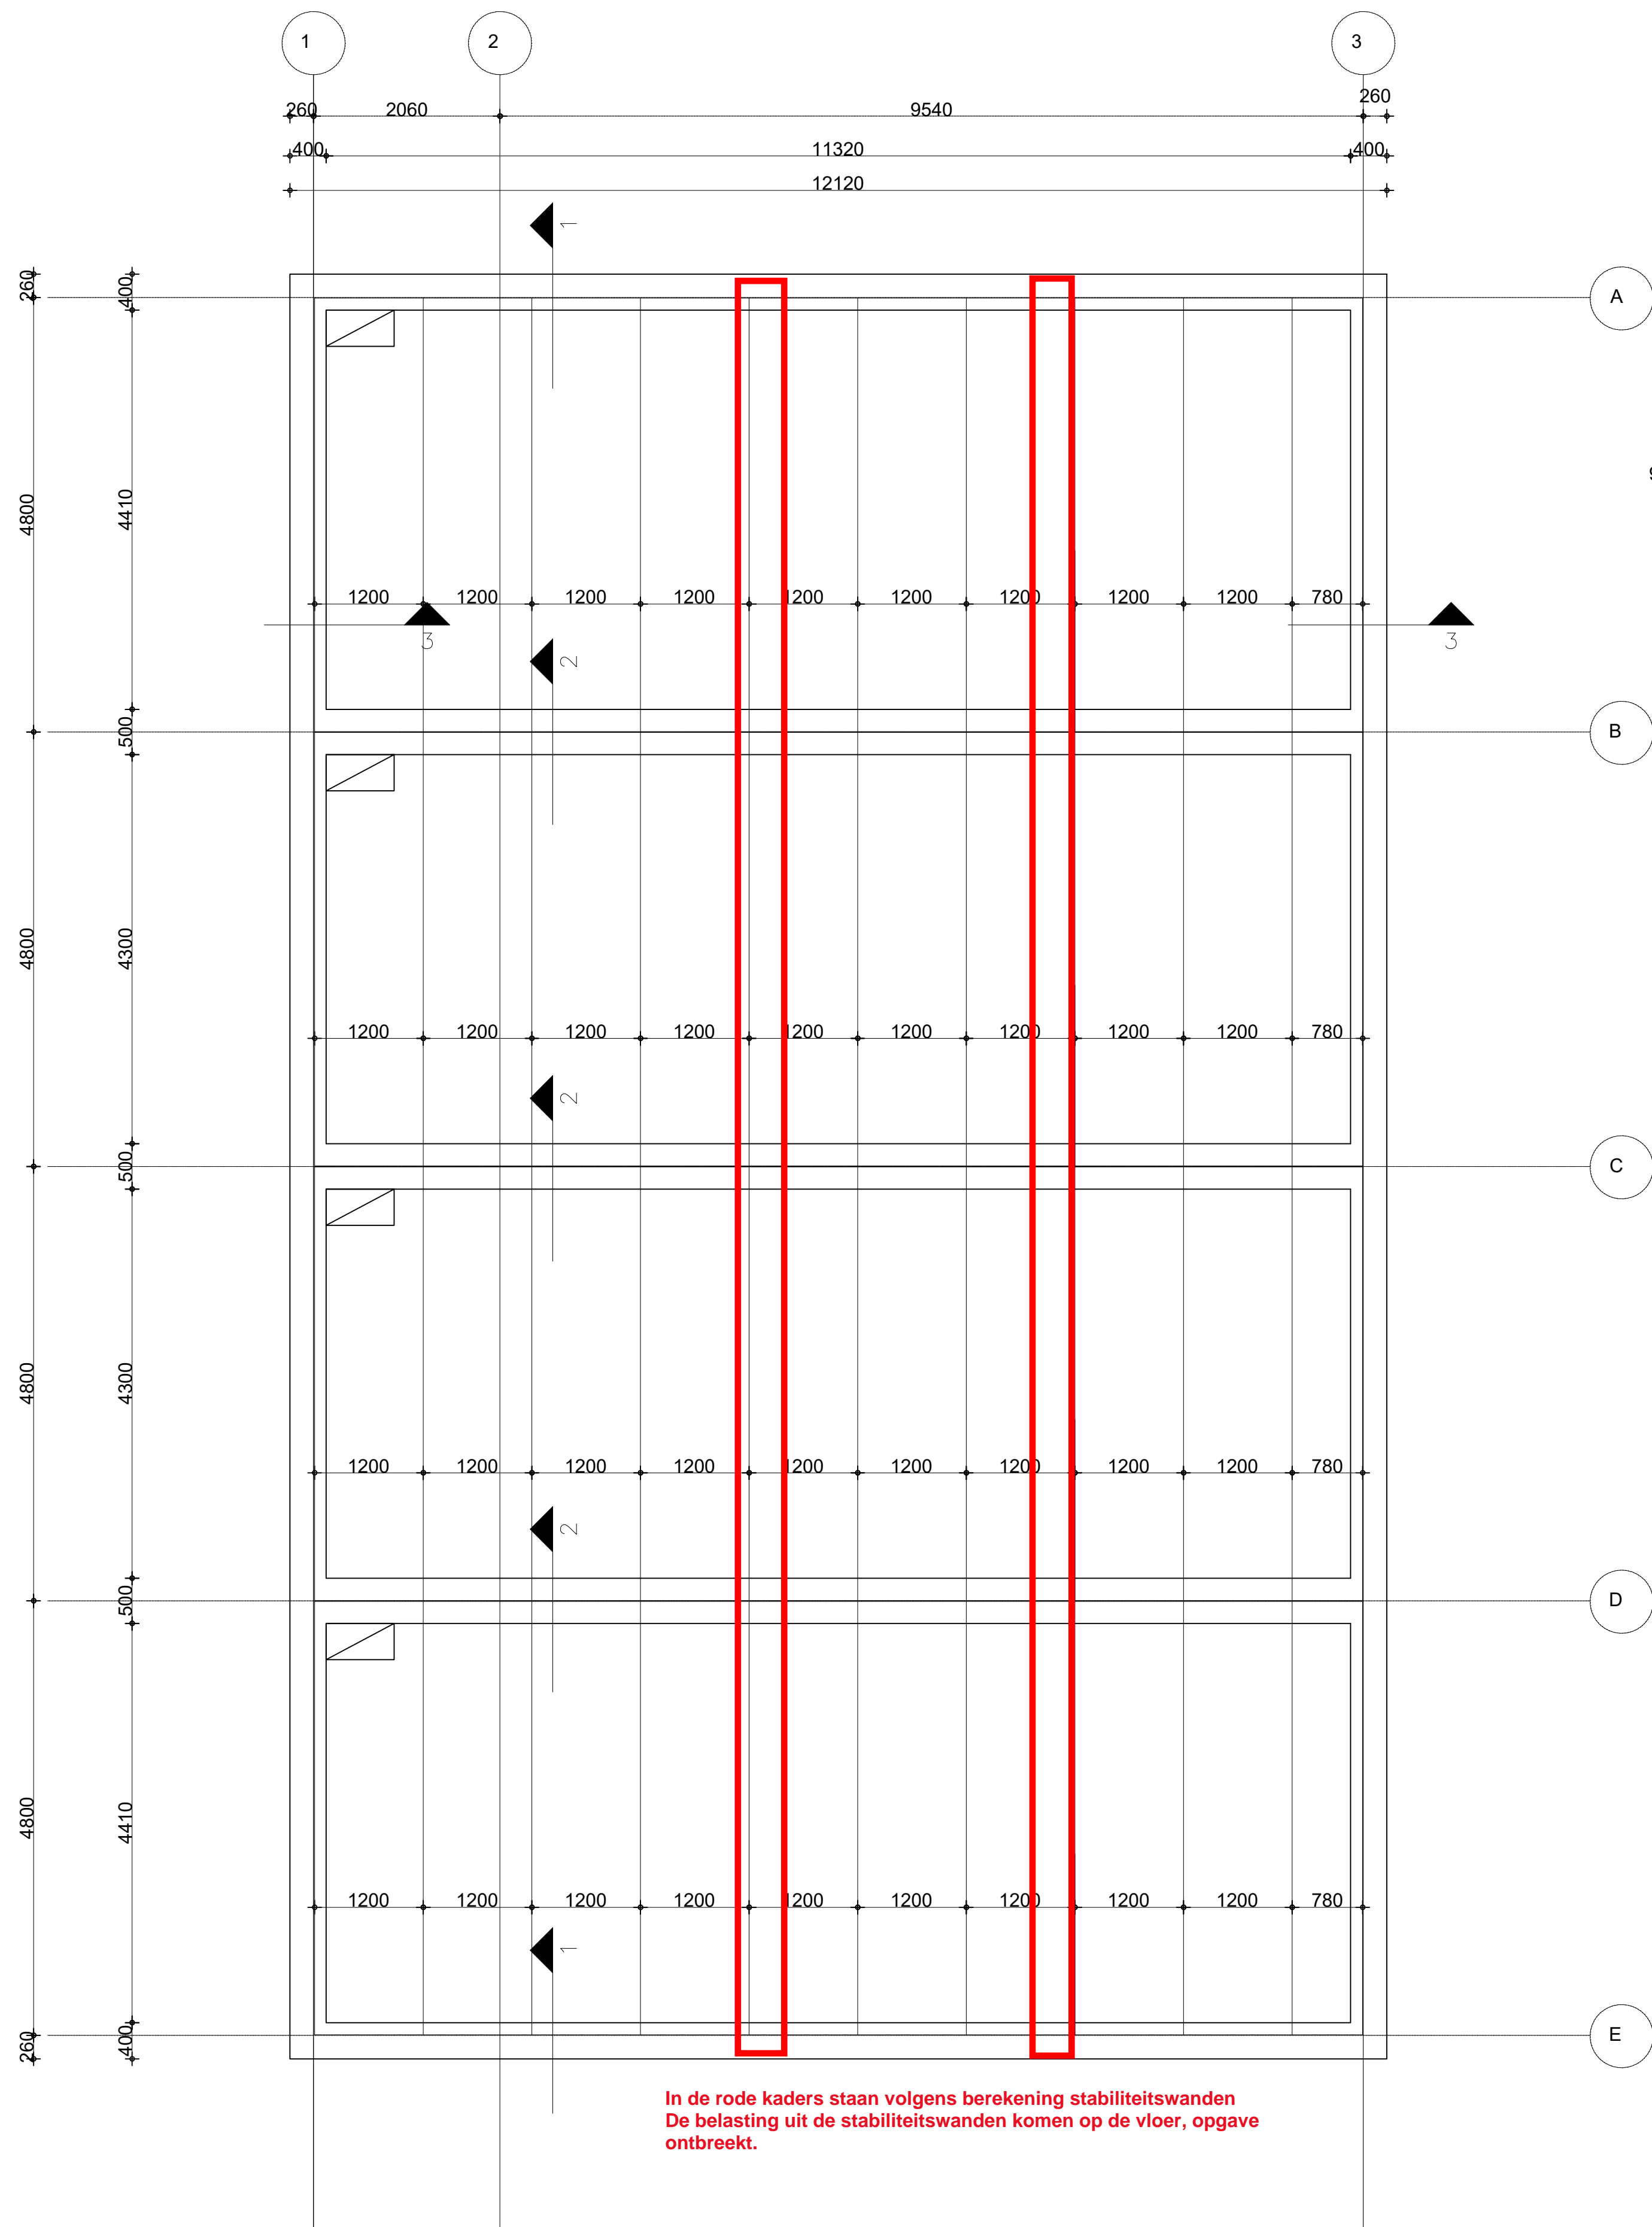 1 2 3
260 2060 9540 260
400 11320 400
12120
1
260 400 A
4800 4410
1200 1200 1200 1200 1200 1200 1200 1200 1200 780
3 3
2
500 B
4800 4300
1200 1200 1200 1200 1200 1200 1200 1200 1200 780
2
500 C
4800 4300
1200 1200 1200 1200 1200 1200 1200 1200 1200 780
2
500 D
4800 4410
1200 1200 1200 1200 1200 1200 1200 1200 1200 780
1
260 400 E
In de rode kaders staan volgens berekening stabiliteitswanden
De belasting uit de stabiliteitswanden komen op de vloer, opgave
ontbreekt.